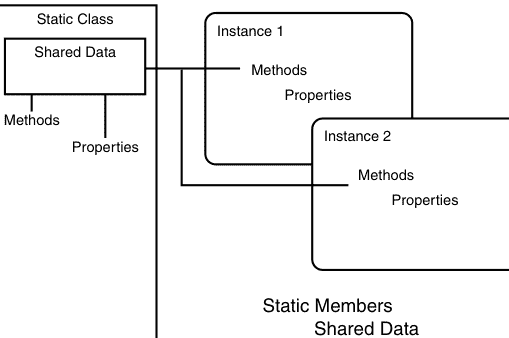 Static Class
Shared Data
Methods
Properties
Instance 1
Methods
Properties
Instance 2
Methods
Properties
Static Members
Shared Data